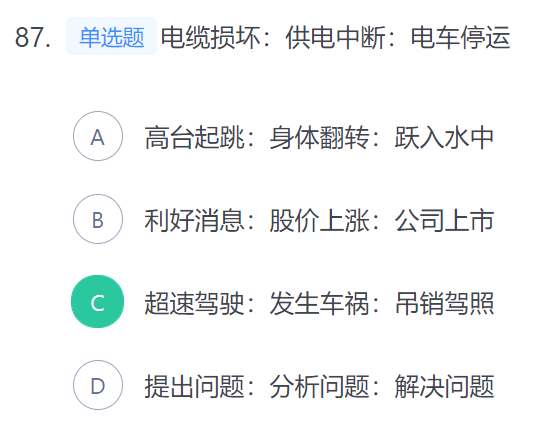 87. 单选题 电缆损坏：供电中断：电车停运
A 高台起跳：身体翻转：跃入水中
B 利好消息：股价上涨：公司上市
C 超速驾驶：发生车祸：吊销驾照
D 提出问题：分析问题：解决问题